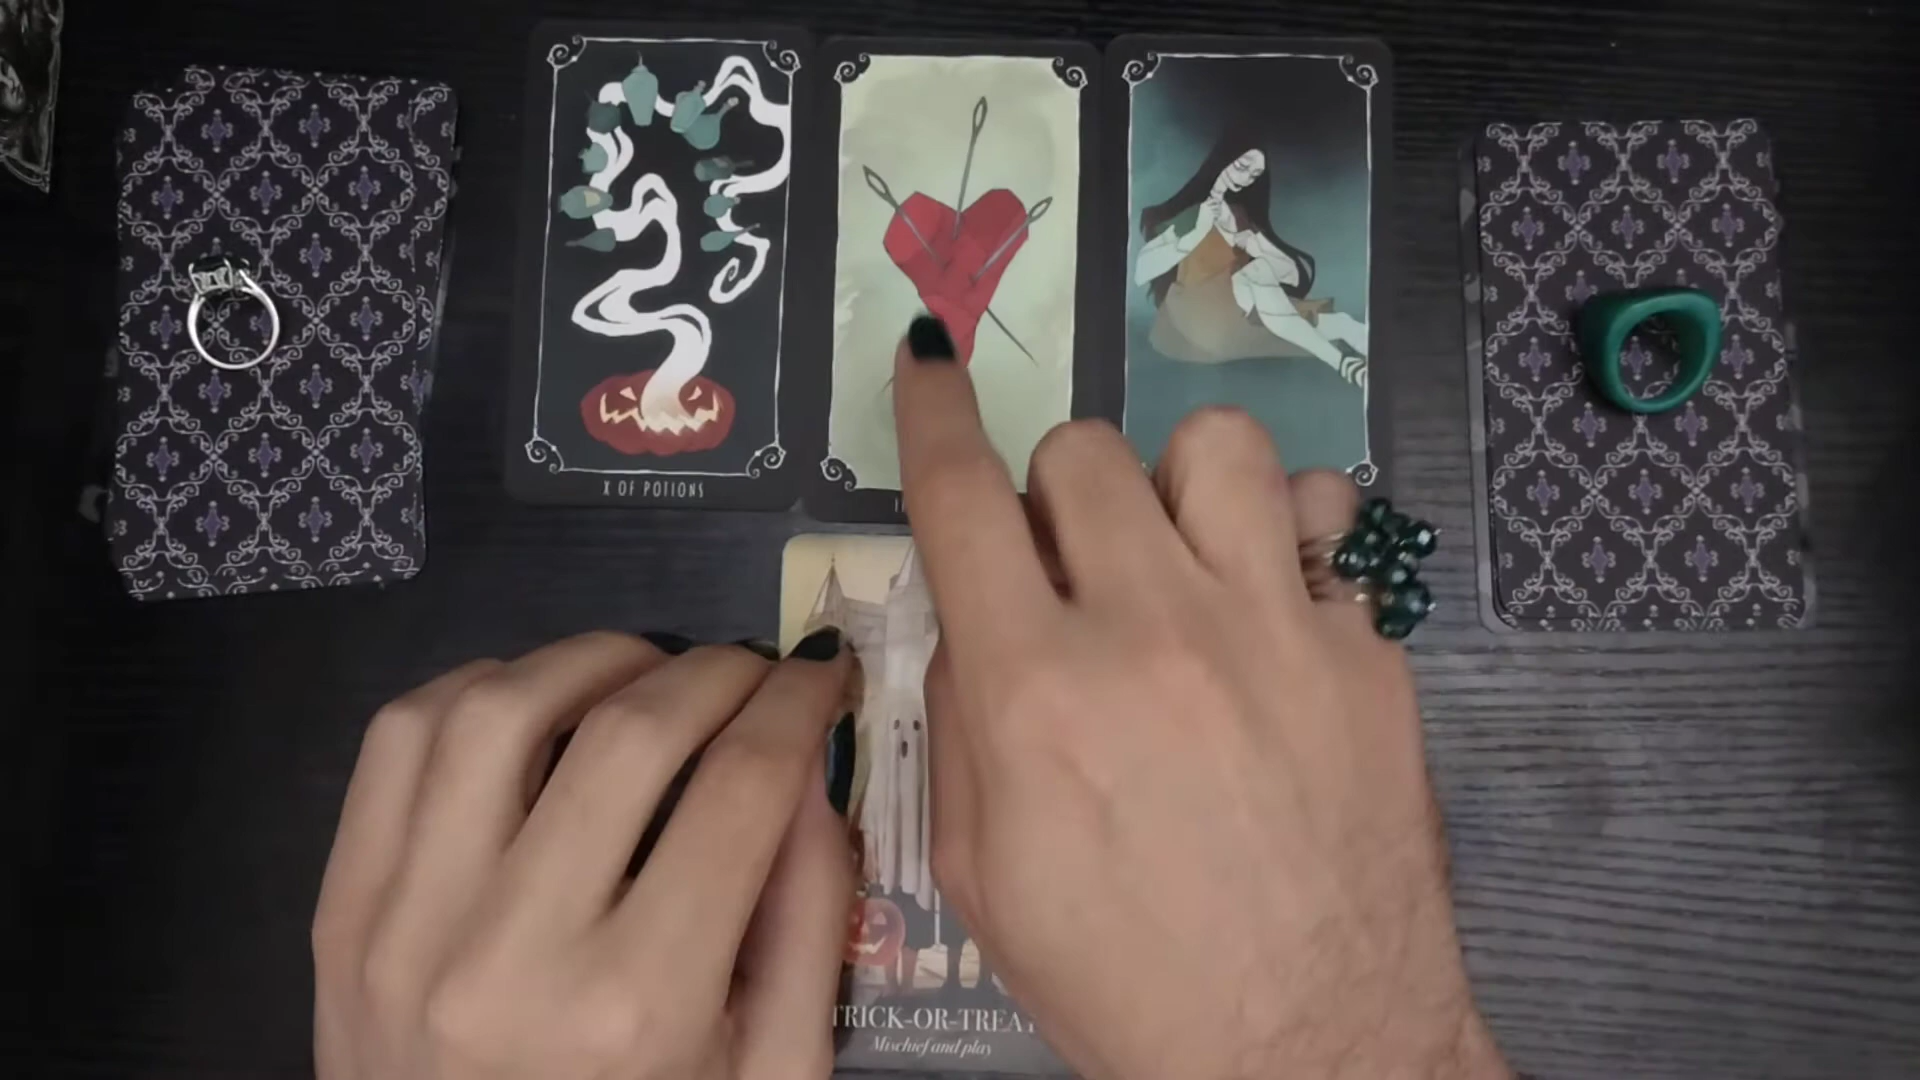 X OF POTIONS
TRICK-OR-TREAT
Mischief and play